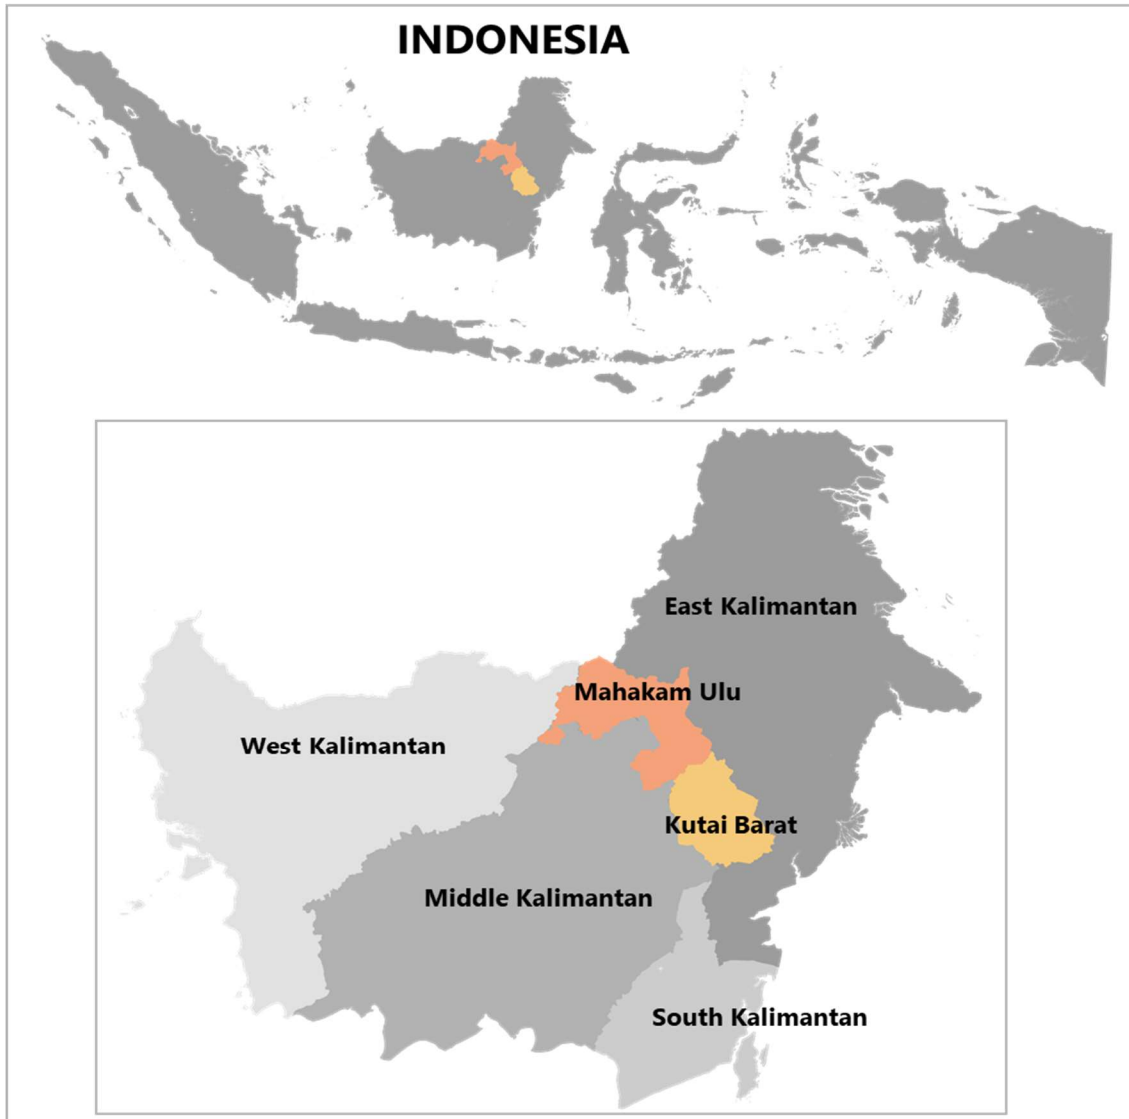 INDONESIA
East Kalimantan
Mahakam Ulu
West Kalimantan
Kutai Barat
Middle Kalimantan
South Kalimantan